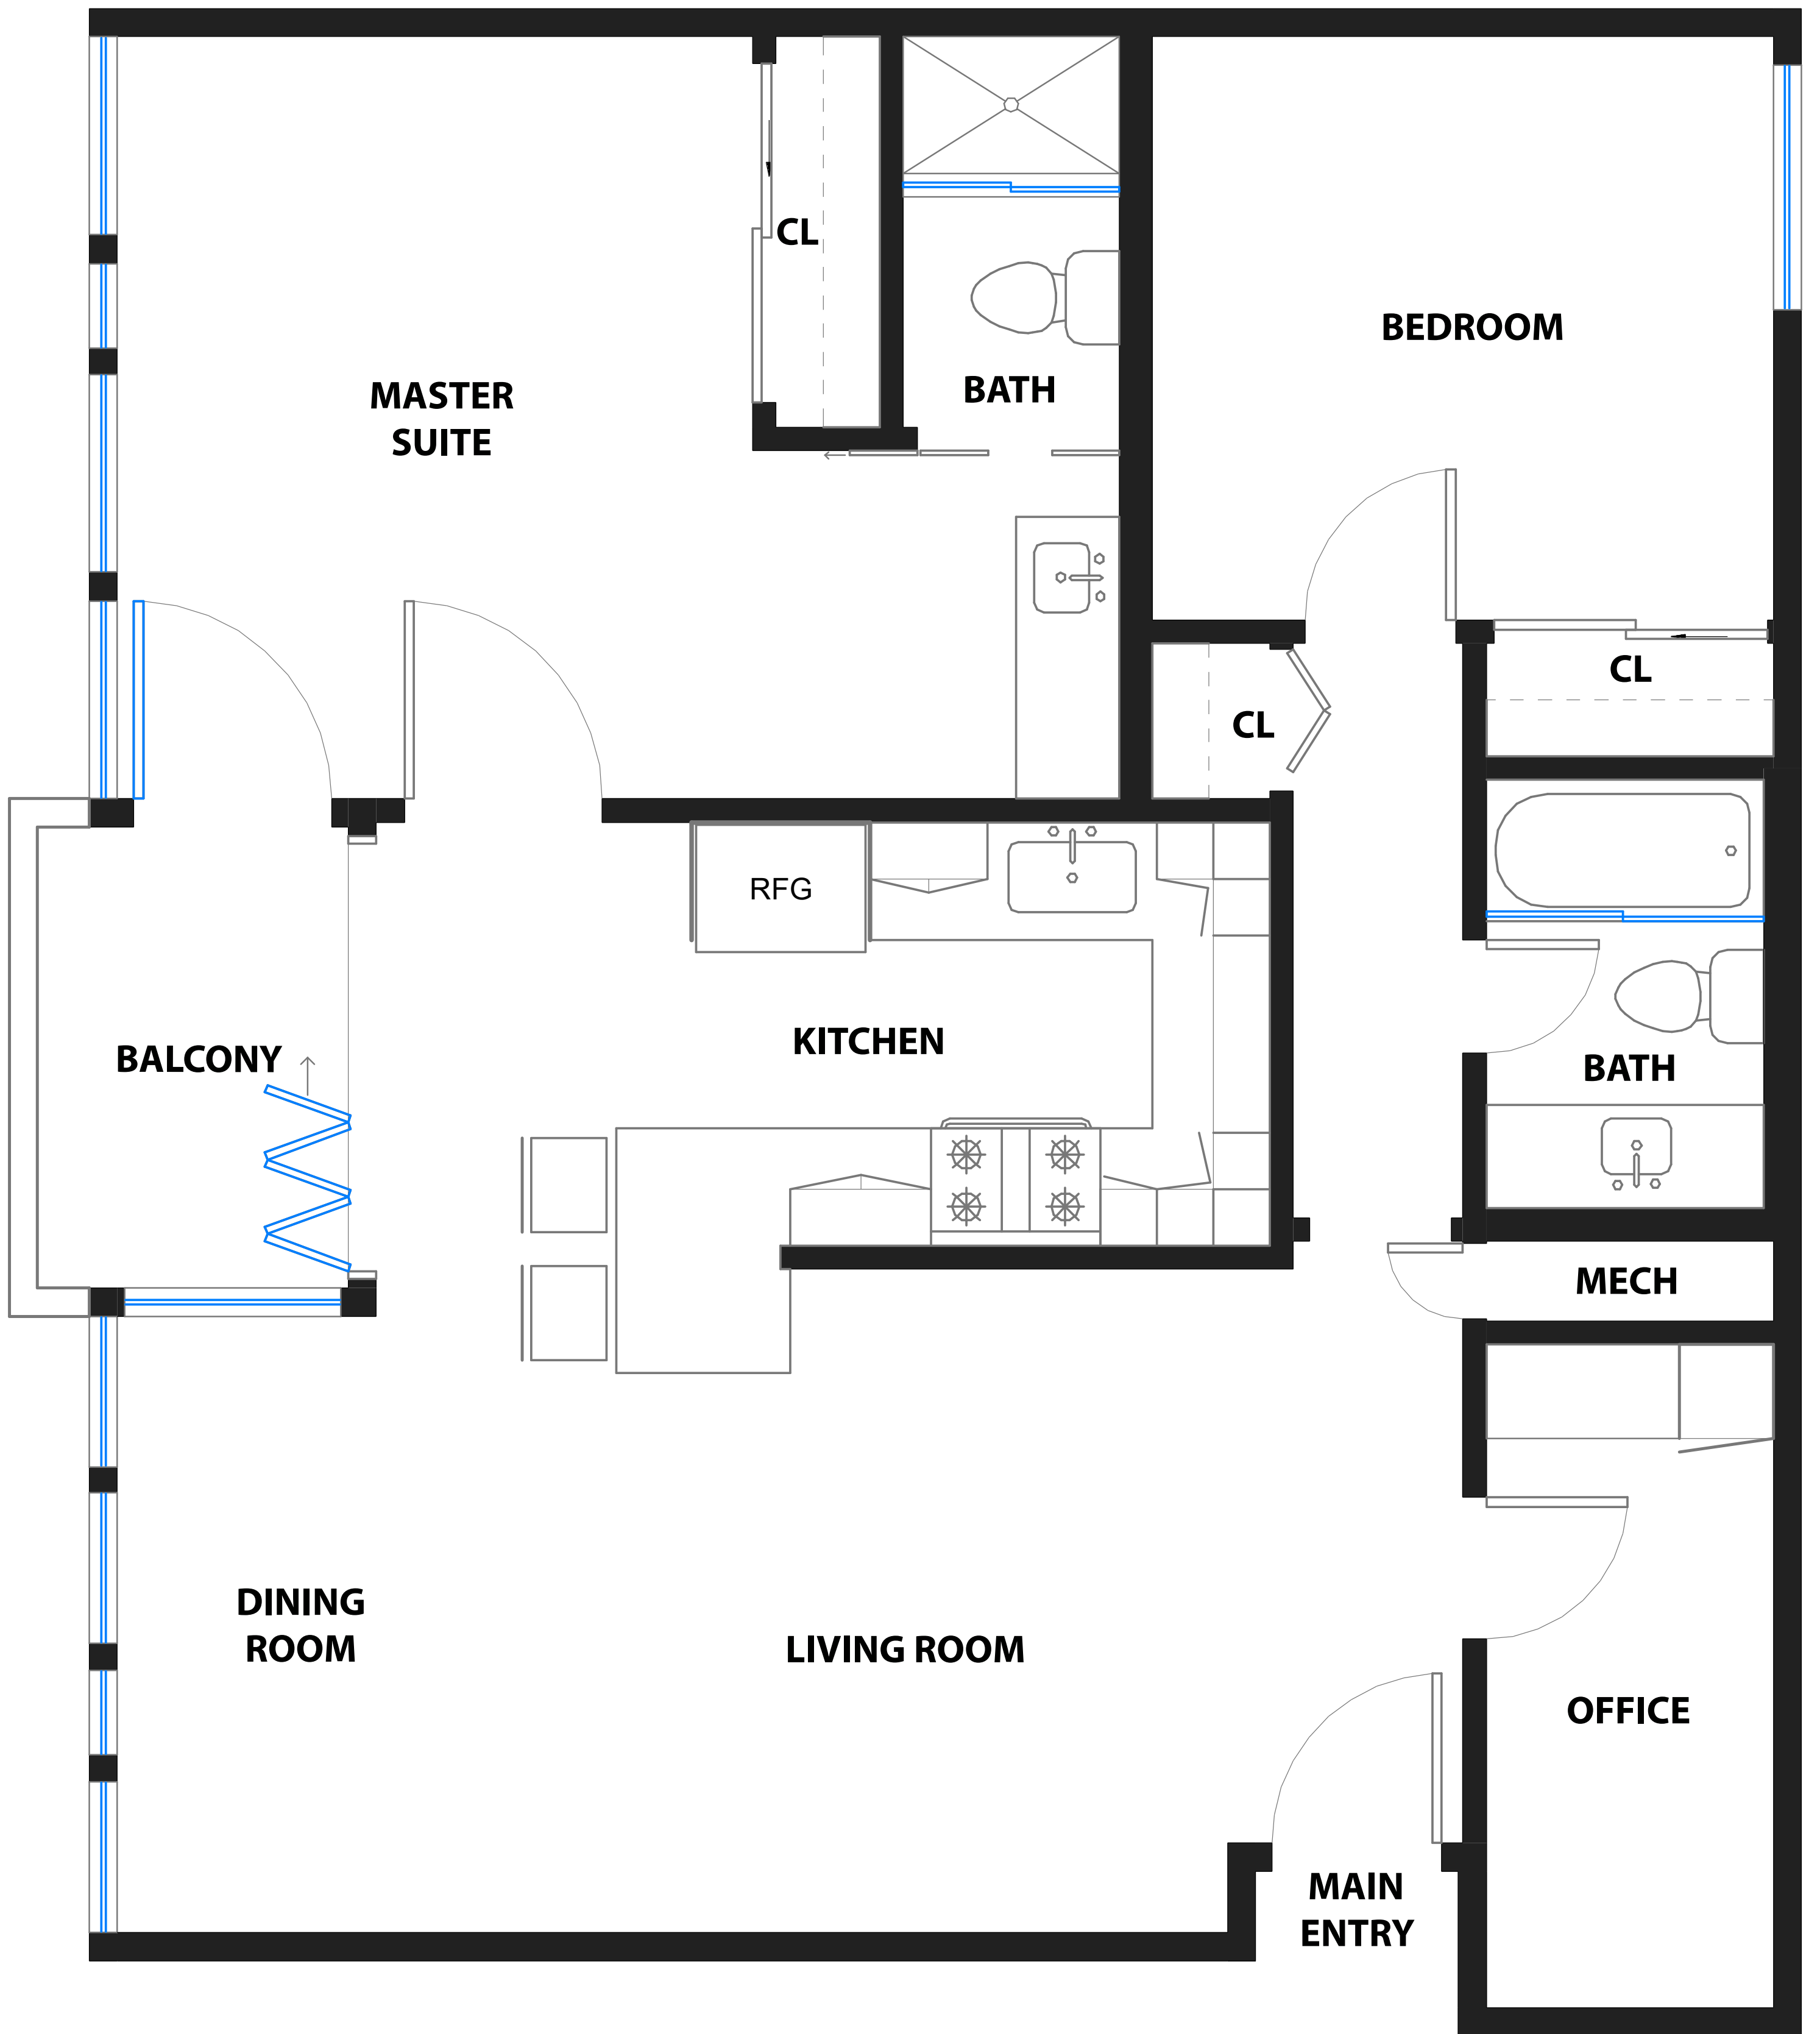 CL
BEDROOM
MASTER
SUITE
BATH
CL
CL
RFG
KITCHEN
BALCONY
BATH
MECH
DINING
ROOM
LIVING ROOM
OFFICE
MAIN
ENTRY